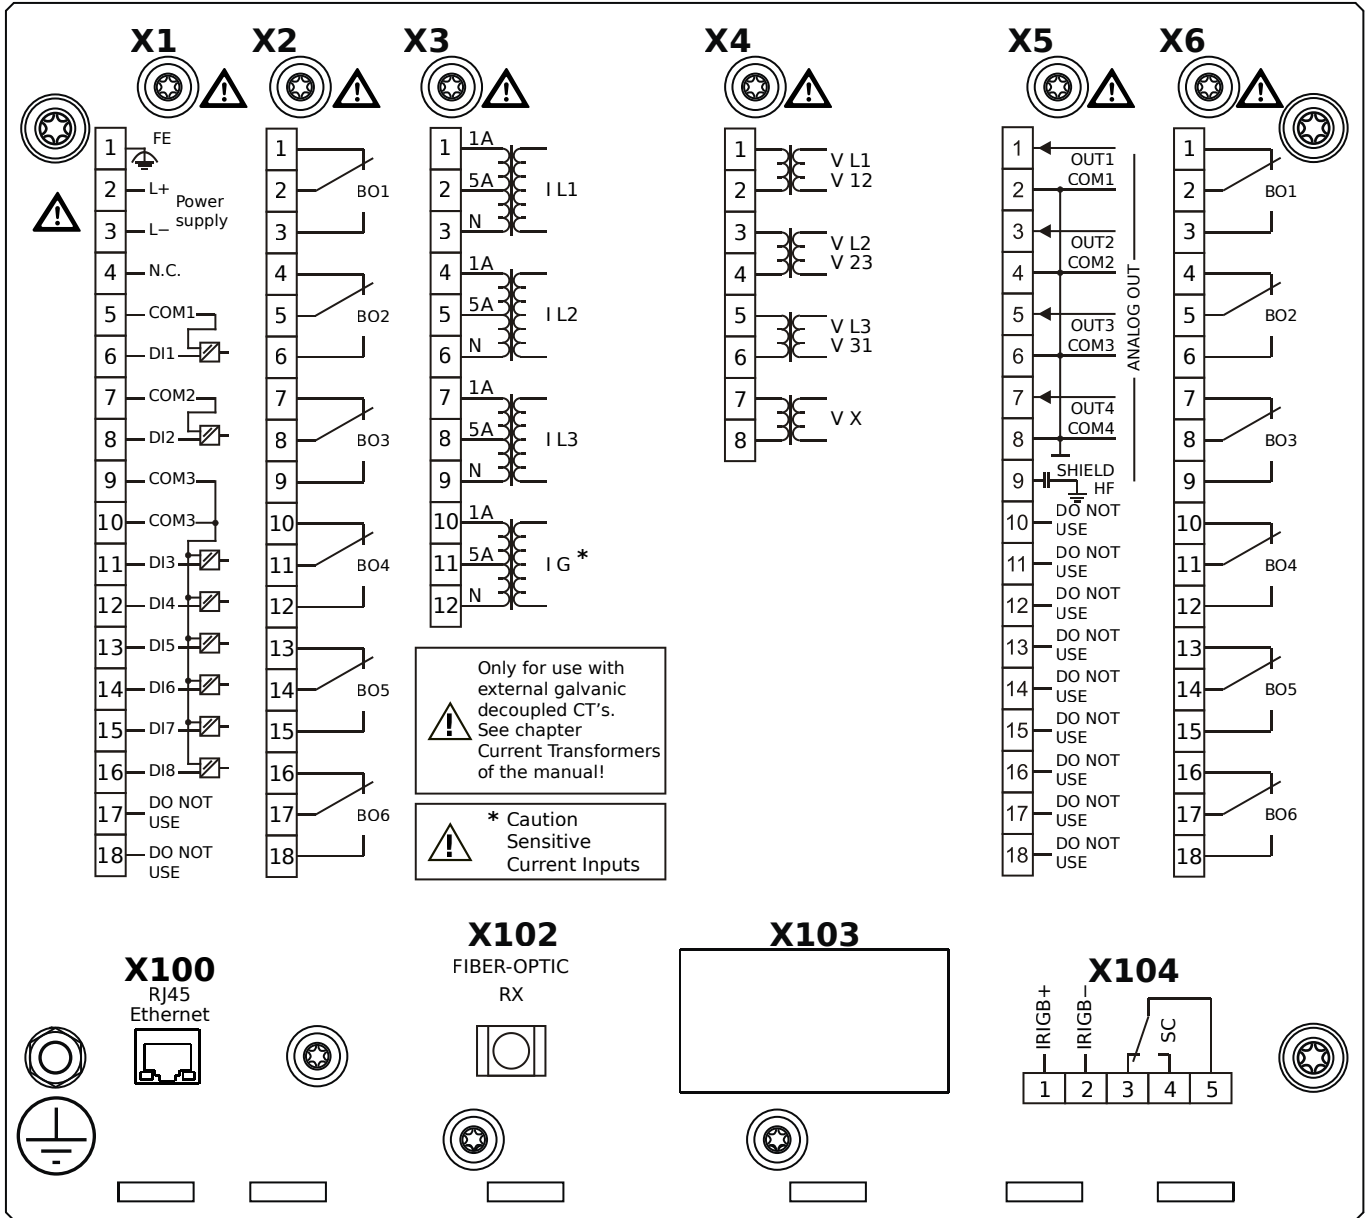 X1
X2
X3
X4
X5
X6
1 FE
2 L+
Power
supply
3 L−
4 N.C.
5 COM1
6 DI1
7 COM2
8 DI2
9 COM3
10 COM3
11 DI3
12 DI4
13 DI5
14 DI6
15 DI7
16 DI8
17 DO NOT
USE
18 DO NOT
USE
1
2 BO1
3
4
5 BO2
6
7
8 BO3
9
10
11 BO4
12
13
14 BO5
15
16
17 BO6
18
1 1A
2 5A I L1
3 N
4 1A
5 5A I L2
6 N
7 1A
8 5A I L3
9 N
10 1A
11 5A I G *
12 N
Only for use with
external galvanic
decoupled CT’s.
See chapter
Current Transformers
of the manual!
* Caution
Sensitive
Current Inputs
1 V L1
2 V 12
3 V L2
4 V 23
5 V L3
6 V 31
7 V X
8
1 OUT1
2 COM1
3 OUT2
4 COM2
5 OUT3
6 COM3
7 OUT4
8 COM4
ANALOG OUT
9 SHIELD
HF
10 DO NOT
USE
11 DO NOT
USE
12 DO NOT
USE
13 DO NOT
USE
14 DO NOT
USE
15 DO NOT
USE
16 DO NOT
USE
17 DO NOT
USE
18 DO NOT
USE
1
2 BO1
3
4
5 BO2
6
7
8 BO3
9
10
11 BO4
12
13
14 BO5
15
16
17 BO6
18
X100
RJ45
Ethernet
X102
FIBER-OPTIC
RX
X103
X104
IRIGB+
IRIGB−
SC
1 2 3 4 5